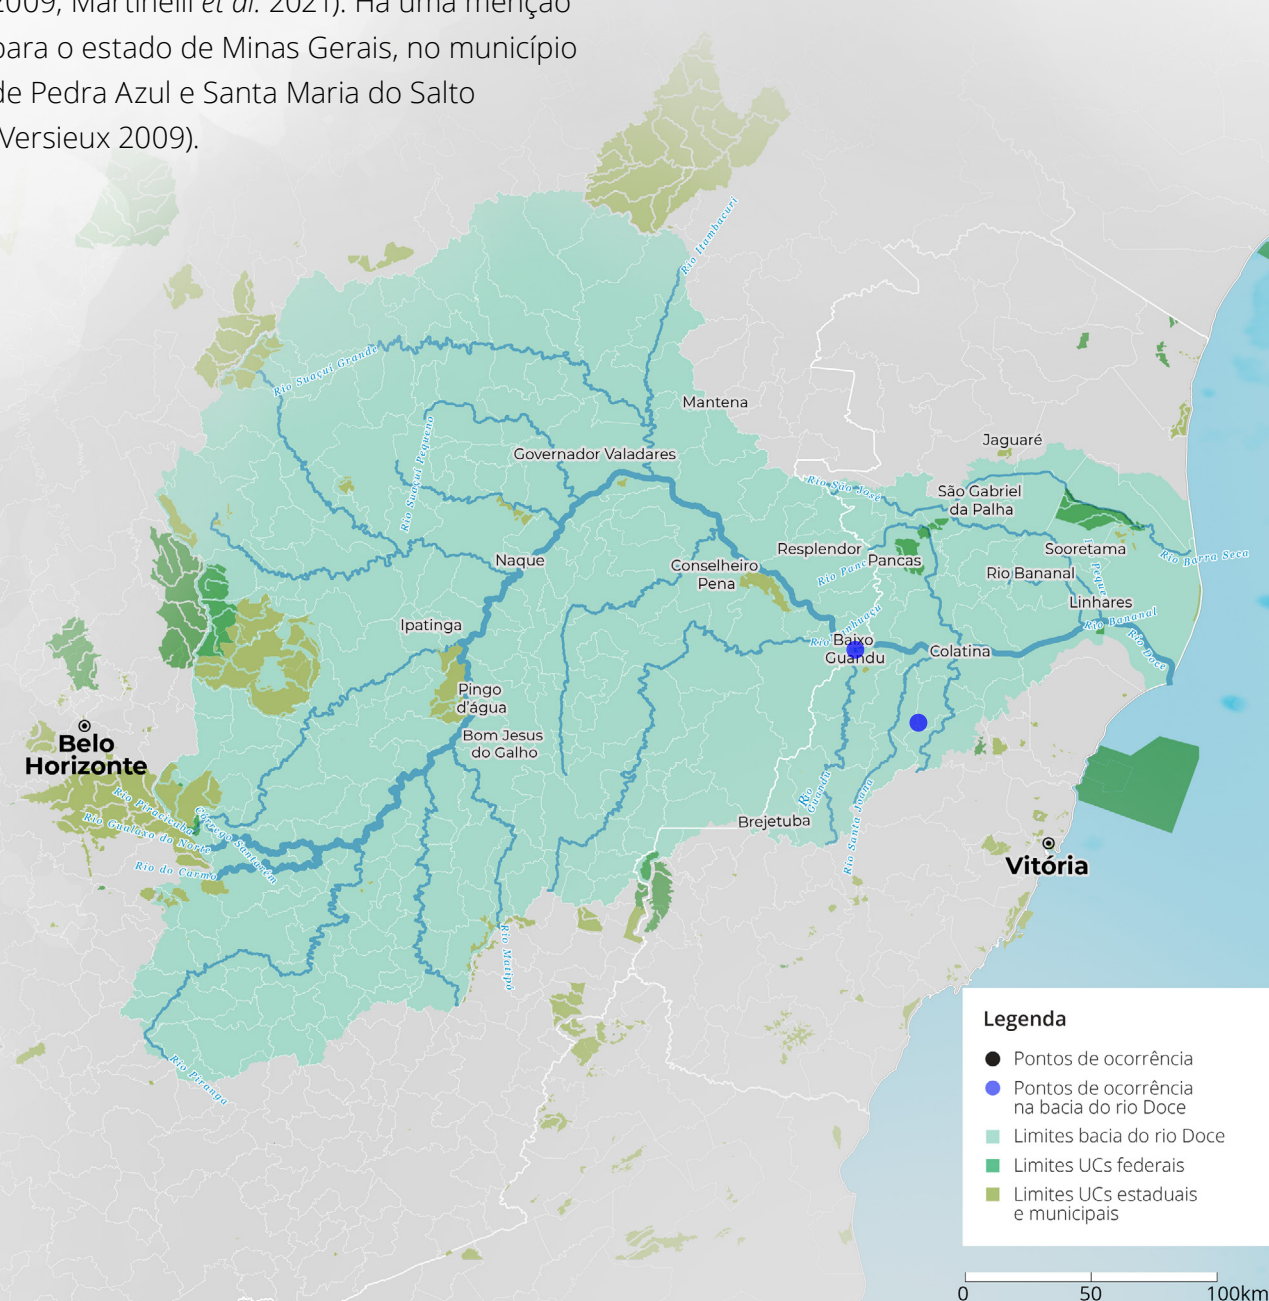 2009; Martinelli et al. 2021). Há uma menção
para o estado de Minas Gerais, no município
de Pedra Azul e Santa Maria do Salto
(Versieux 2009).
Rio Itambacuri
Rio Suaçuí Grande
Mantena
Rio Suaçuí Pequeno
Governador Valadares
Jaguaré
Rio São José
São Gabriel
da Palha
Naque
Conselheiro
Pena
Resplendor
Pancas
Sooretama
Rio Barra Seca
Rio Bananal
Linhares
Rio Bananal
Rio Doce
Ipatinga
Baixo
Guandu
Colatina
Pingo
d'água
Bom Jesus
do Galho
Belo
Horizonte
Rio Piracicaba
Rio Gualaxo do Norte
Rio do Carmo
Rio
Guandu
Rio Santa Joana
Brejetuba
Vitória
Rio Matipó
Rio Piranga
Legenda
Pontos de ocorrência
Pontos de ocorrência
na bacia do rio Doce
Limites bacia do rio Doce
Limites UCs federais
Limites UCs estaduais
e municipais
0 50 100km